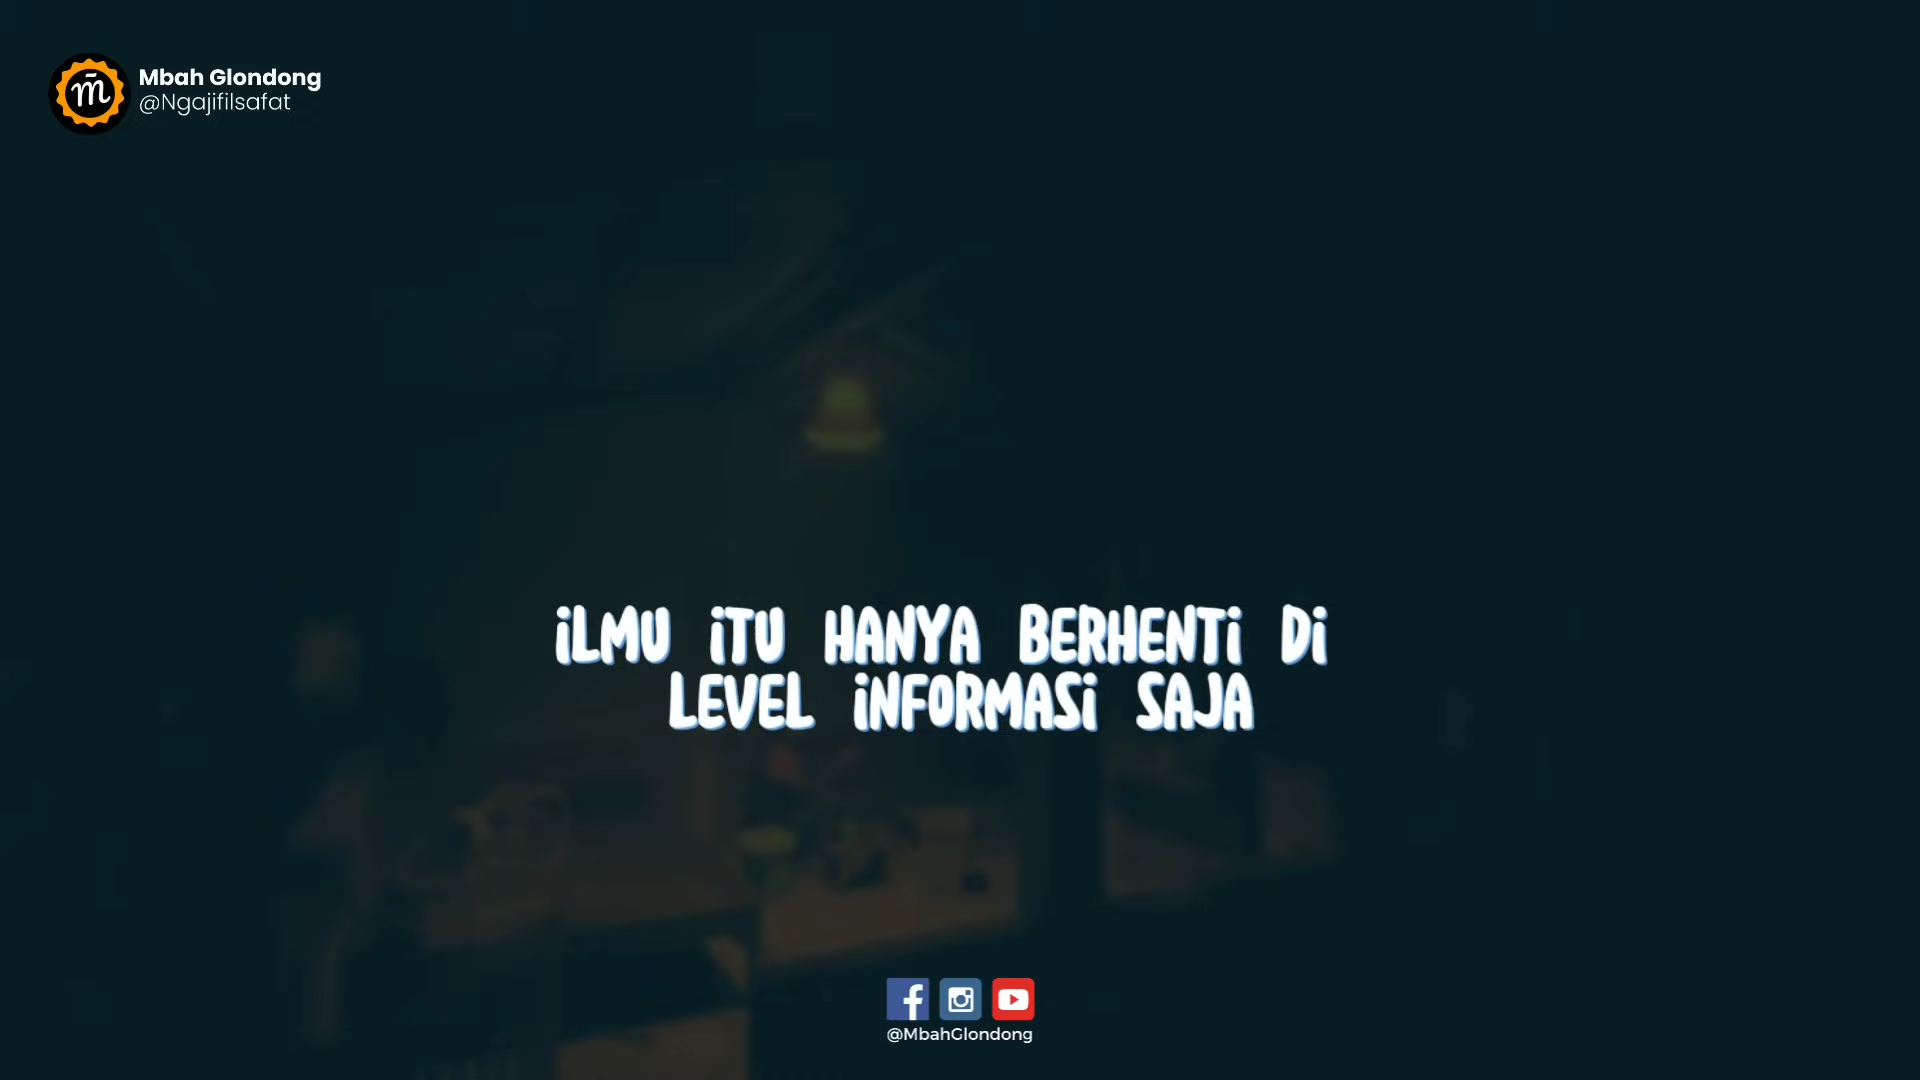 Mbah Glondong
@Ngajifilsafat
iLMU iTU HANYA BERHENTi Di
LEVEL iNFORMASi SAJA
@MbahGlondong